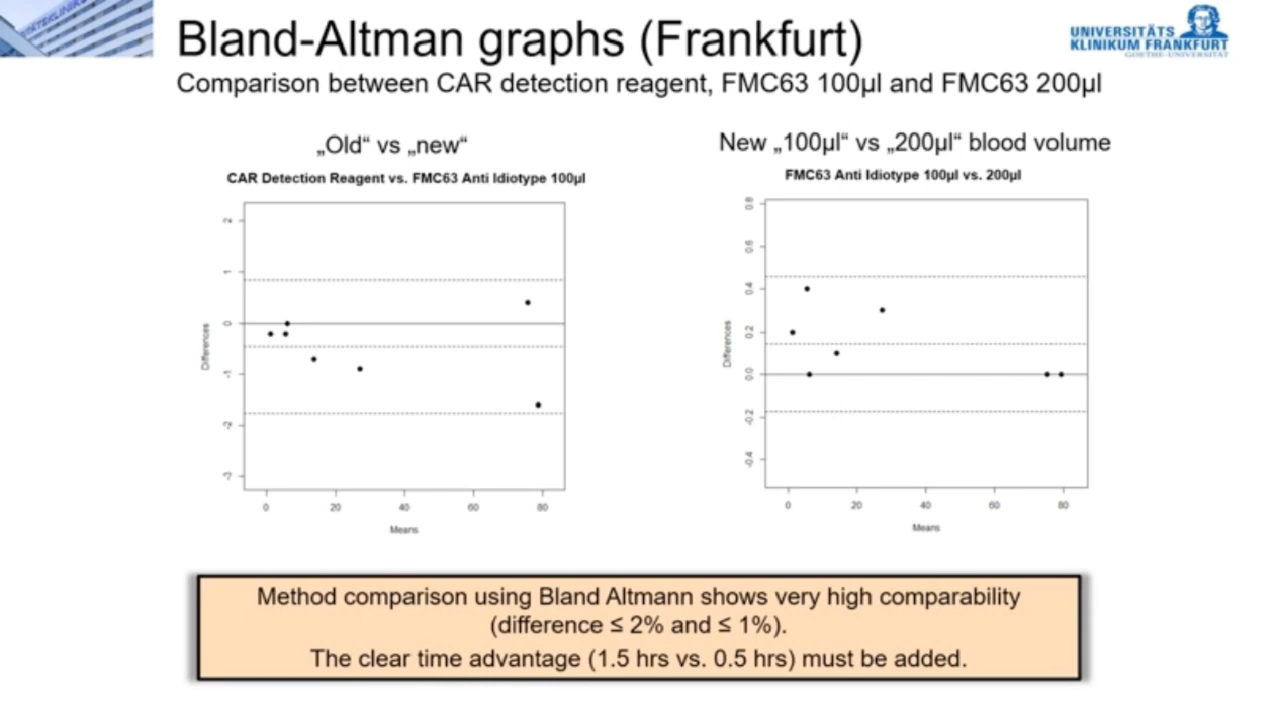 Bland-Altman graphs (Frankfurt)
UNIVERSITÄTS
KLINIKUM FRANKFURT
GOETHE-UNIVERSITÄT
Comparison between CAR detection reagent, FMC63 100µl and FMC63 200µl
„Old“ vs „new“
CAR Detection Reagent vs. FMC63 Anti Idiotype 100µl
Differences
2
1
0
-1
-2
-3
0 20 40 60 80
Means
New „100µl“ vs „200µl“ blood volume
FMC63 Anti Idiotype 100µl vs. 200µl
Differences
0.8
0.6
0.4
0.2
0.0
-0.2
-0.4
0 20 40 60 80
Means
Method comparison using Bland Altmann shows very high comparability
(difference ≤ 2% and ≤ 1%).
The clear time advantage (1.5 hrs vs. 0.5 hrs) must be added.